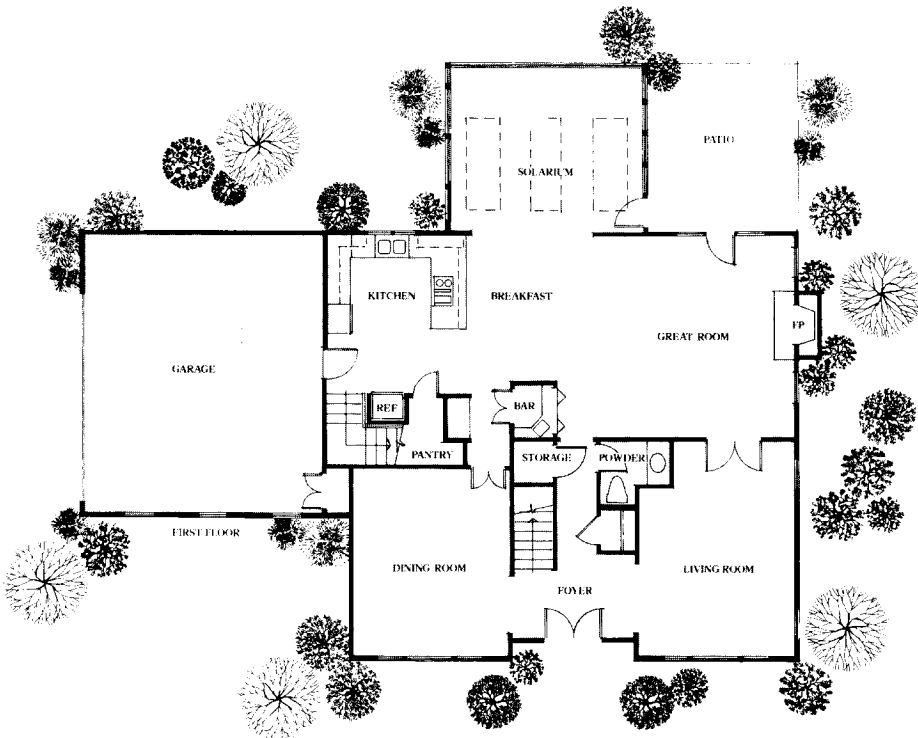 PATIO
SOLARIUM
KITCHEN
BREAKFAST
FP
GREAT ROOM
GARAGE
REF
BAR
PANTRY
STORAGE
POWDER
FIRST FLOOR
DINING ROOM
LIVING ROOM
FOYER